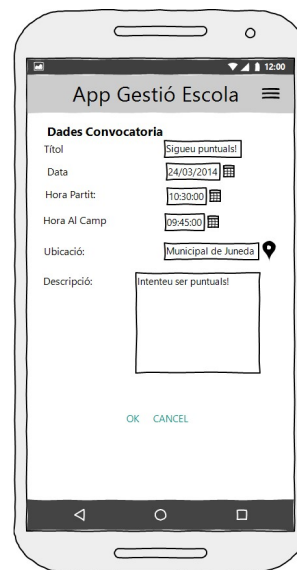 12:00
App Gestió Escola
Dades Convocatoria
Títol Sigueu puntuals!
Data 24/03/2014
Hora Partit: 10:30:00
Hora Al Camp 09:45:00
Ubicació: Municipal de Juneda
Descripció: Intenteu ser puntuals!
OK CANCEL